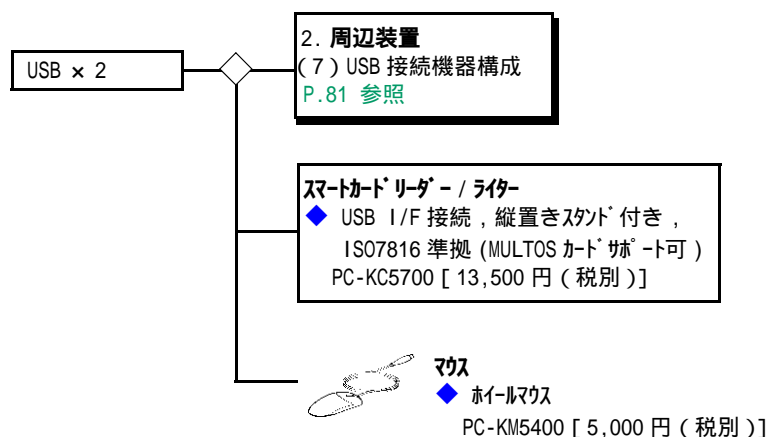 USB × 2
2. 周辺装置
(7) USB 接続機器構成
P.81 参照
ｽﾏｰﾄｶｰﾄﾞﾘｰﾀﾞｰ / ﾗｲﾀｰ
◆ USB I/F 接続，縦置きｽﾀﾝﾄﾞ付き，
ISO7816 準拠 (MULTOS ｶｰﾄﾞｻﾎﾟｰﾄ可 )
PC-KC5700 [ 13,500 円 ( 税別 )]
ﾏｳｽ
◆ ﾎｲｰﾙﾏｳｽ
PC-KM5400 [ 5,000 円 ( 税別 )]